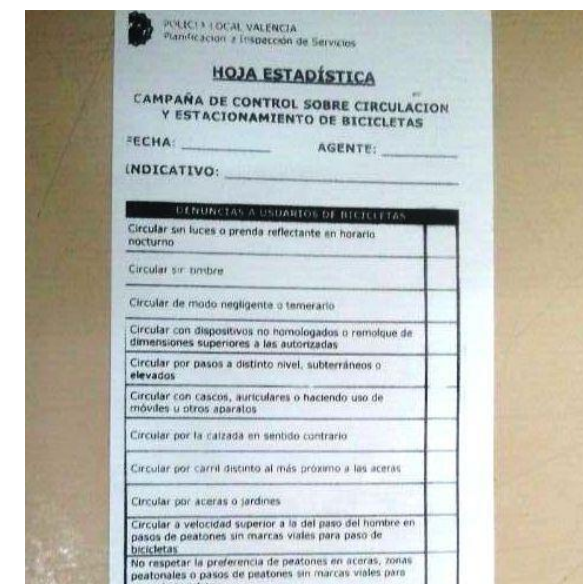 POLICIA LOCAL VALENCIA
Planificación e Inspección de Servicios
HOJA ESTADÍSTICA
CAMPAÑA DE CONTROL SOBRE CIRCULACION
Y ESTACIONAMIENTO DE BICICLETAS
FECHA: AGENTE:
INDICATIVO:
DENUNCIAS A USUARIOS DE BICICLETAS
Circular sin luces o prenda reflectante en horario
nocturno
Circular sin timbre
Circular de modo negligente o temerario
Circular con dispositivos no homologados o remolque de
dimensiones superiores a las autorizadas
Circular por pasos a distinto nivel, subterráneos o
elevados
Circular con cascos, auriculares o haciendo uso de
móviles u otros aparatos
Circular por la calzada en sentido contrario
Circular por carril distinto al más próximo a las aceras
Circular por aceras o jardines
Circular a velocidad superior a la del paso del hombre en
pasos de peatones sin marcas viales para paso de
bicicletas
No respetar la preferencia de peatones en aceras, zonas
peatonales o pasos de peatones sin marcas viales para